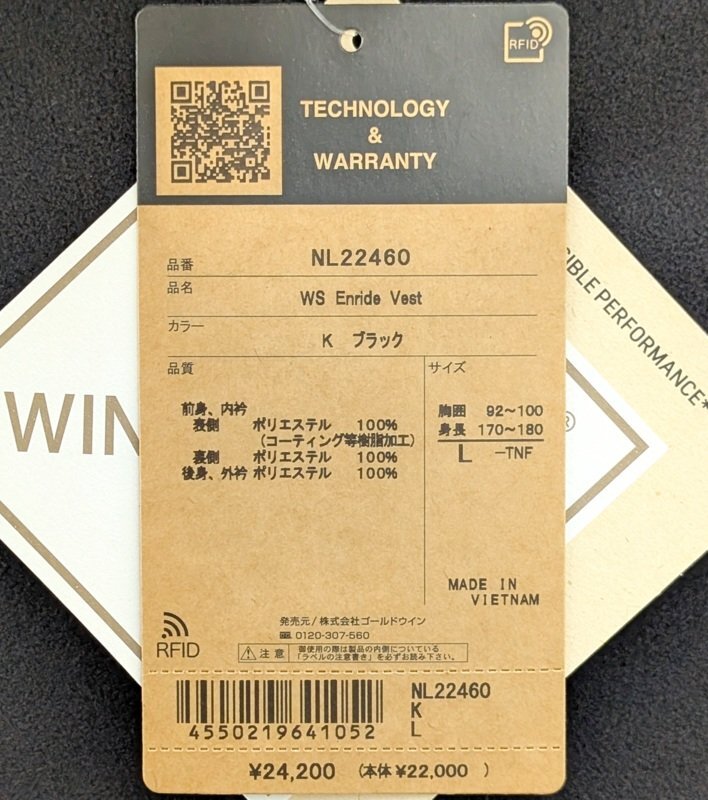 RFID
TECHNOLOGY
&
WARRANTY
品番 NL22460
品名 WS Enride Vest
カラー K ブラック
品質
前身、内衿
表側 ポリエステル 100%
(コーティング等樹脂加工)
裏側 ポリエステル 100%
後身、外衿 ポリエステル 100%
サイズ
胸囲 92~100
身長 170~180
L -TNF
MADE IN
VIETNAM
RFID
発売元/株式会社ゴールドウイン
0120-307-560
注意 御使用の際は製品の内側についている
「ラベルの注意書き」を必ずお読み下さい。
4550219641052
NL22460
K
L
¥24,200 (本体¥22,000 )
WIN
®
IBLE PERFORMANCE*